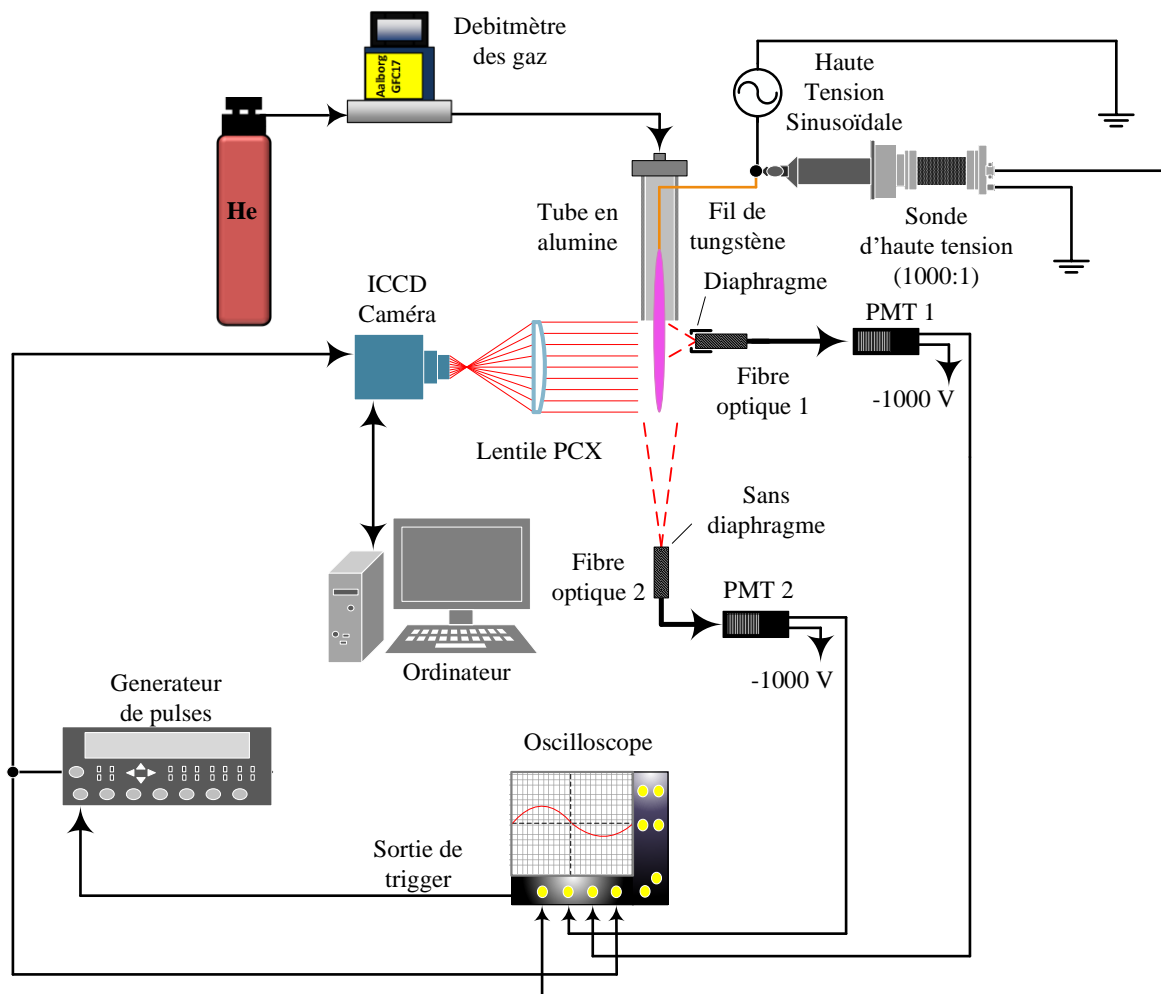 Debitmètre
des gaz
Aalborg
GFC17
Haute
Tension
Sinusoïdale
He
Tube en
alumine
Fil de
tungstène
Sonde
d’haute tension
(1000:1)
ICCD
Caméra
Diaphragme
PMT 1
Fibre
optique 1
-1000 V
Lentile PCX
Sans
diaphragme
Fibre
optique 2
PMT 2
Ordinateur
-1000 V
Generateur
de pulses
Oscilloscope
Sortie de
trigger